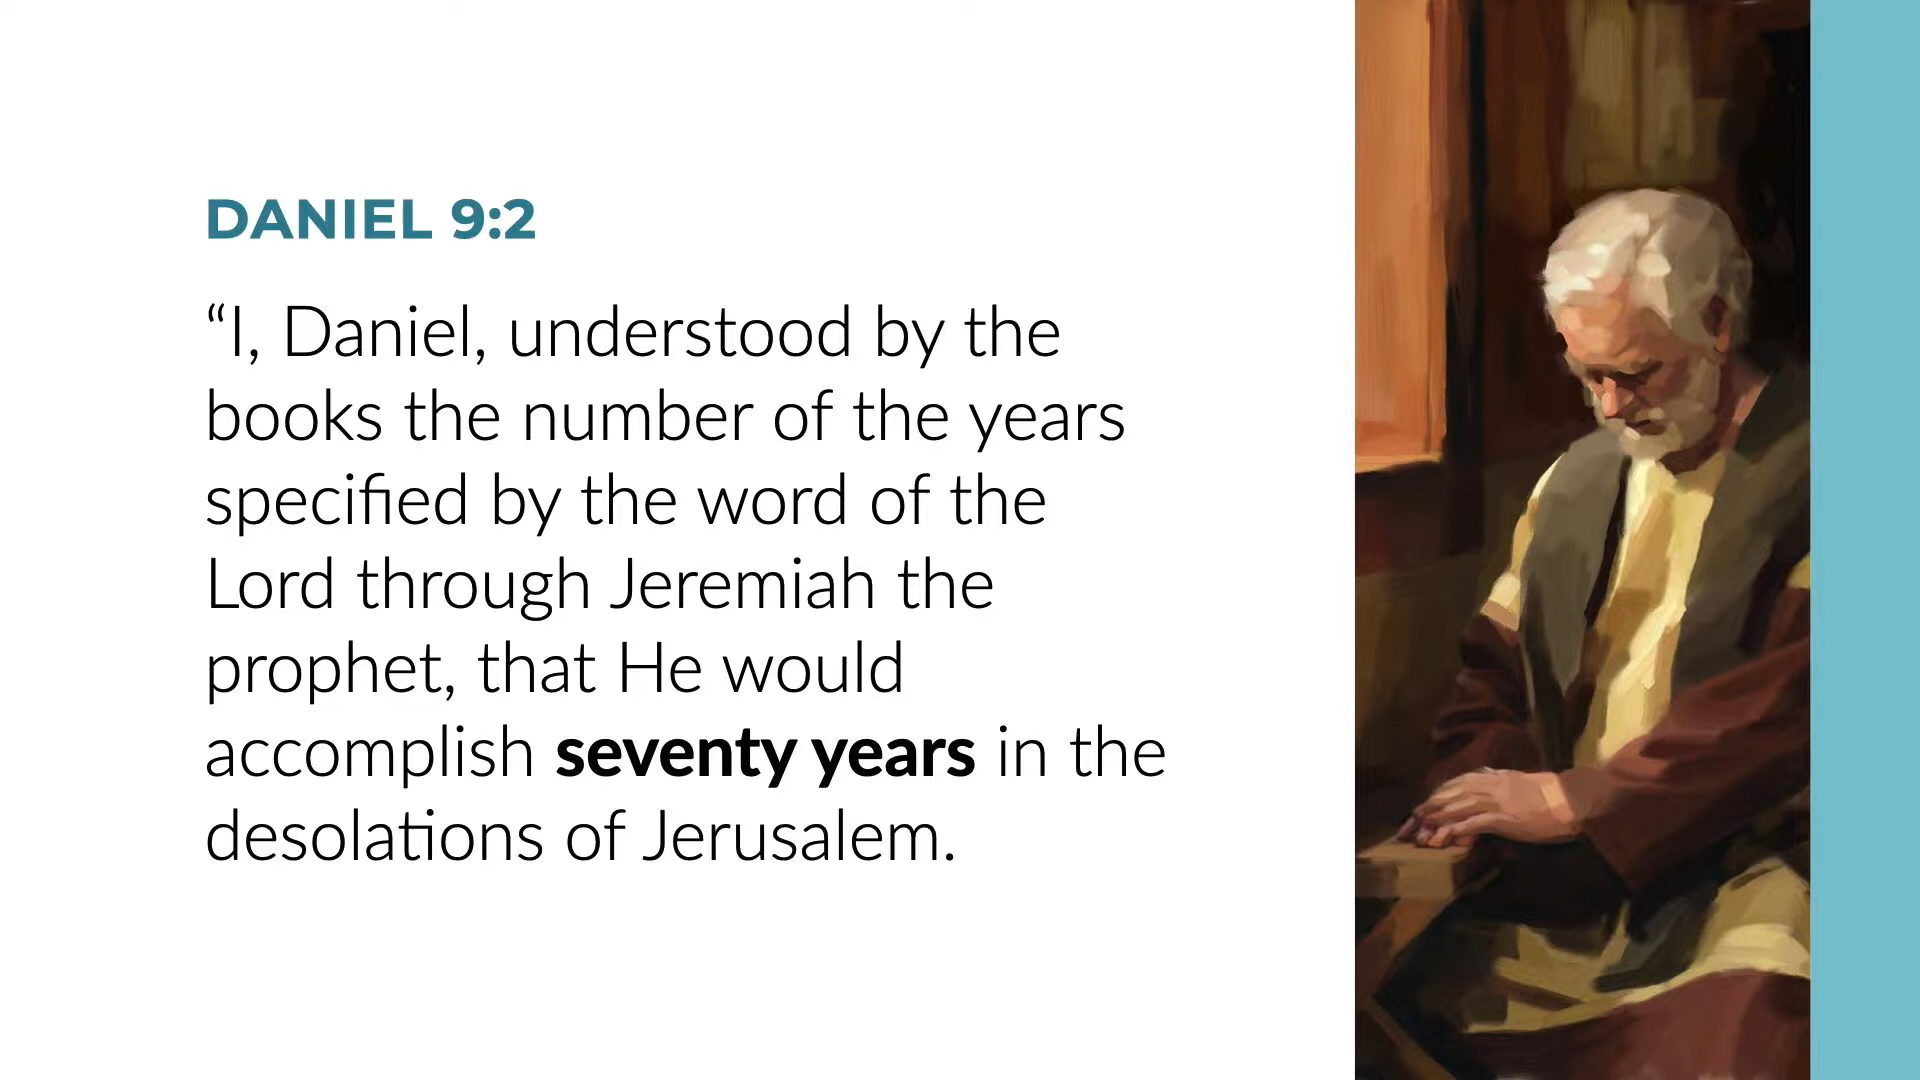 DANIEL 9:2
“I, Daniel, understood by the
books the number of the years
specified by the word of the
Lord through Jeremiah the
prophet, that He would
accomplish seventy years in the
desolations of Jerusalem.